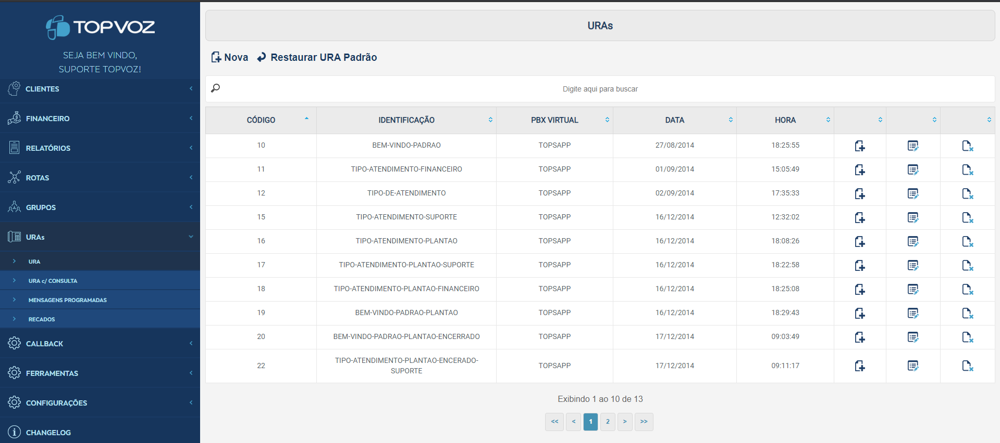 TOPVOZ
SEJA BEM VINDO,
SUPORTE TOPVOZ!
CLIENTES
FINANCEIRO
RELATÓRIOS
ROTAS
GRUPOS
URAs
URA
URA c/ CONSULTA
MENSAGENS PROGRAMADAS
RECADOS
CALLBACK
FERRAMENTAS
CONFIGURAÇÕES
CHANGELOG
URAs
Nova Restaurar URA Padrão
Digite aqui para buscar
CÓDIGO IDENTIFICAÇÃO PBX VIRTUAL DATA HORA
10 BEM-VINDO-PADRAO TOPSAPP 27/08/2014 18:25:55
11 TIPO-ATENDIMENTO-FINANCEIRO TOPSAPP 01/09/2014 15:05:49
12 TIPO-DE-ATENDIMENTO TOPSAPP 02/09/2014 17:35:33
15 TIPO-ATENDIMENTO-SUPORTE TOPSAPP 16/12/2014 12:32:02
16 TIPO-ATENDIMENTO-PLANTAO TOPSAPP 16/12/2014 18:08:26
17 TIPO-ATENDIMENTO-PLANTAO-SUPORTE TOPSAPP 16/12/2014 18:22:58
18 TIPO-ATENDIMENTO-PLANTAO-FINANCEIRO TOPSAPP 16/12/2014 18:25:08
19 BEM-VINDO-PADRAO-PLANTAO TOPSAPP 16/12/2014 18:29:43
20 BEM-VINDO-PADRAO-PLANTAO-ENCERRADO TOPSAPP 17/12/2014 09:03:49
22 TIPO-ATENDIMENTO-PLANTAO-ENCERADO-
SUPORTE TOPSAPP 17/12/2014 09:11:17
Exibindo 1 ao 10 de 13
<< < 1 2 > >>